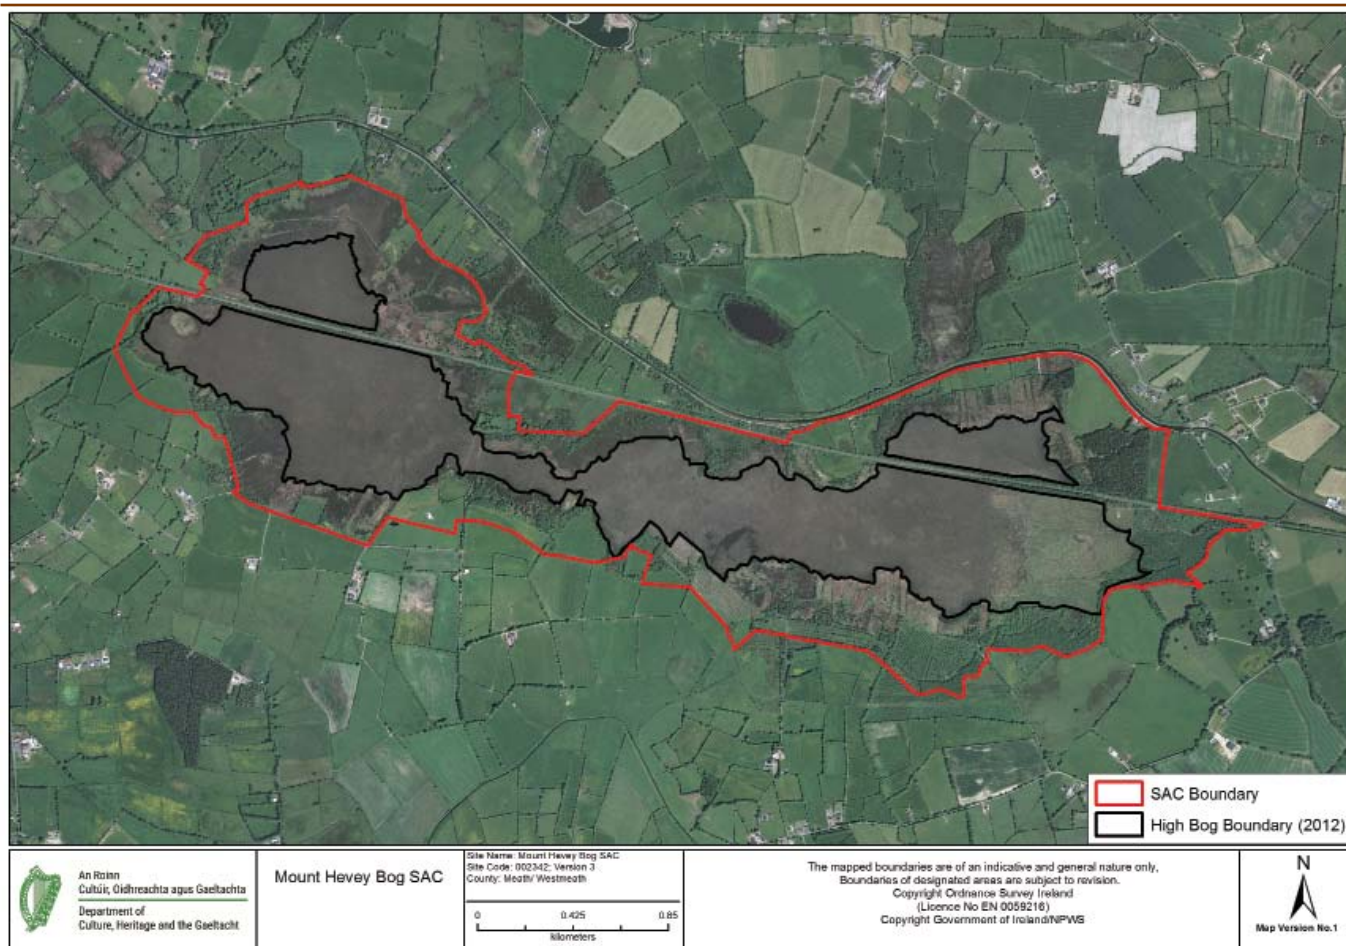 SAC Boundary
High Bog Boundary (2012)
An Roinn
Cultúir, Oidhreachta agus Gaeltachta
Department of
Culture, Heritage and the Gaeltacht
Mount Hevey Bog SAC
Site Name: Mount Hevey Bog SAC
Site Code: 002342; Version 3
County: Meath/ Westmeath
0 0.425 0.85
kilometers
The mapped boundaries are of an indicative and general nature only,
Boundaries of designated areas are subject to revision.
Copyright Ordnance Survey Ireland
(Licence No EN 0059216)
Copyright Government of Ireland/NPWS
N
Map Version No.1